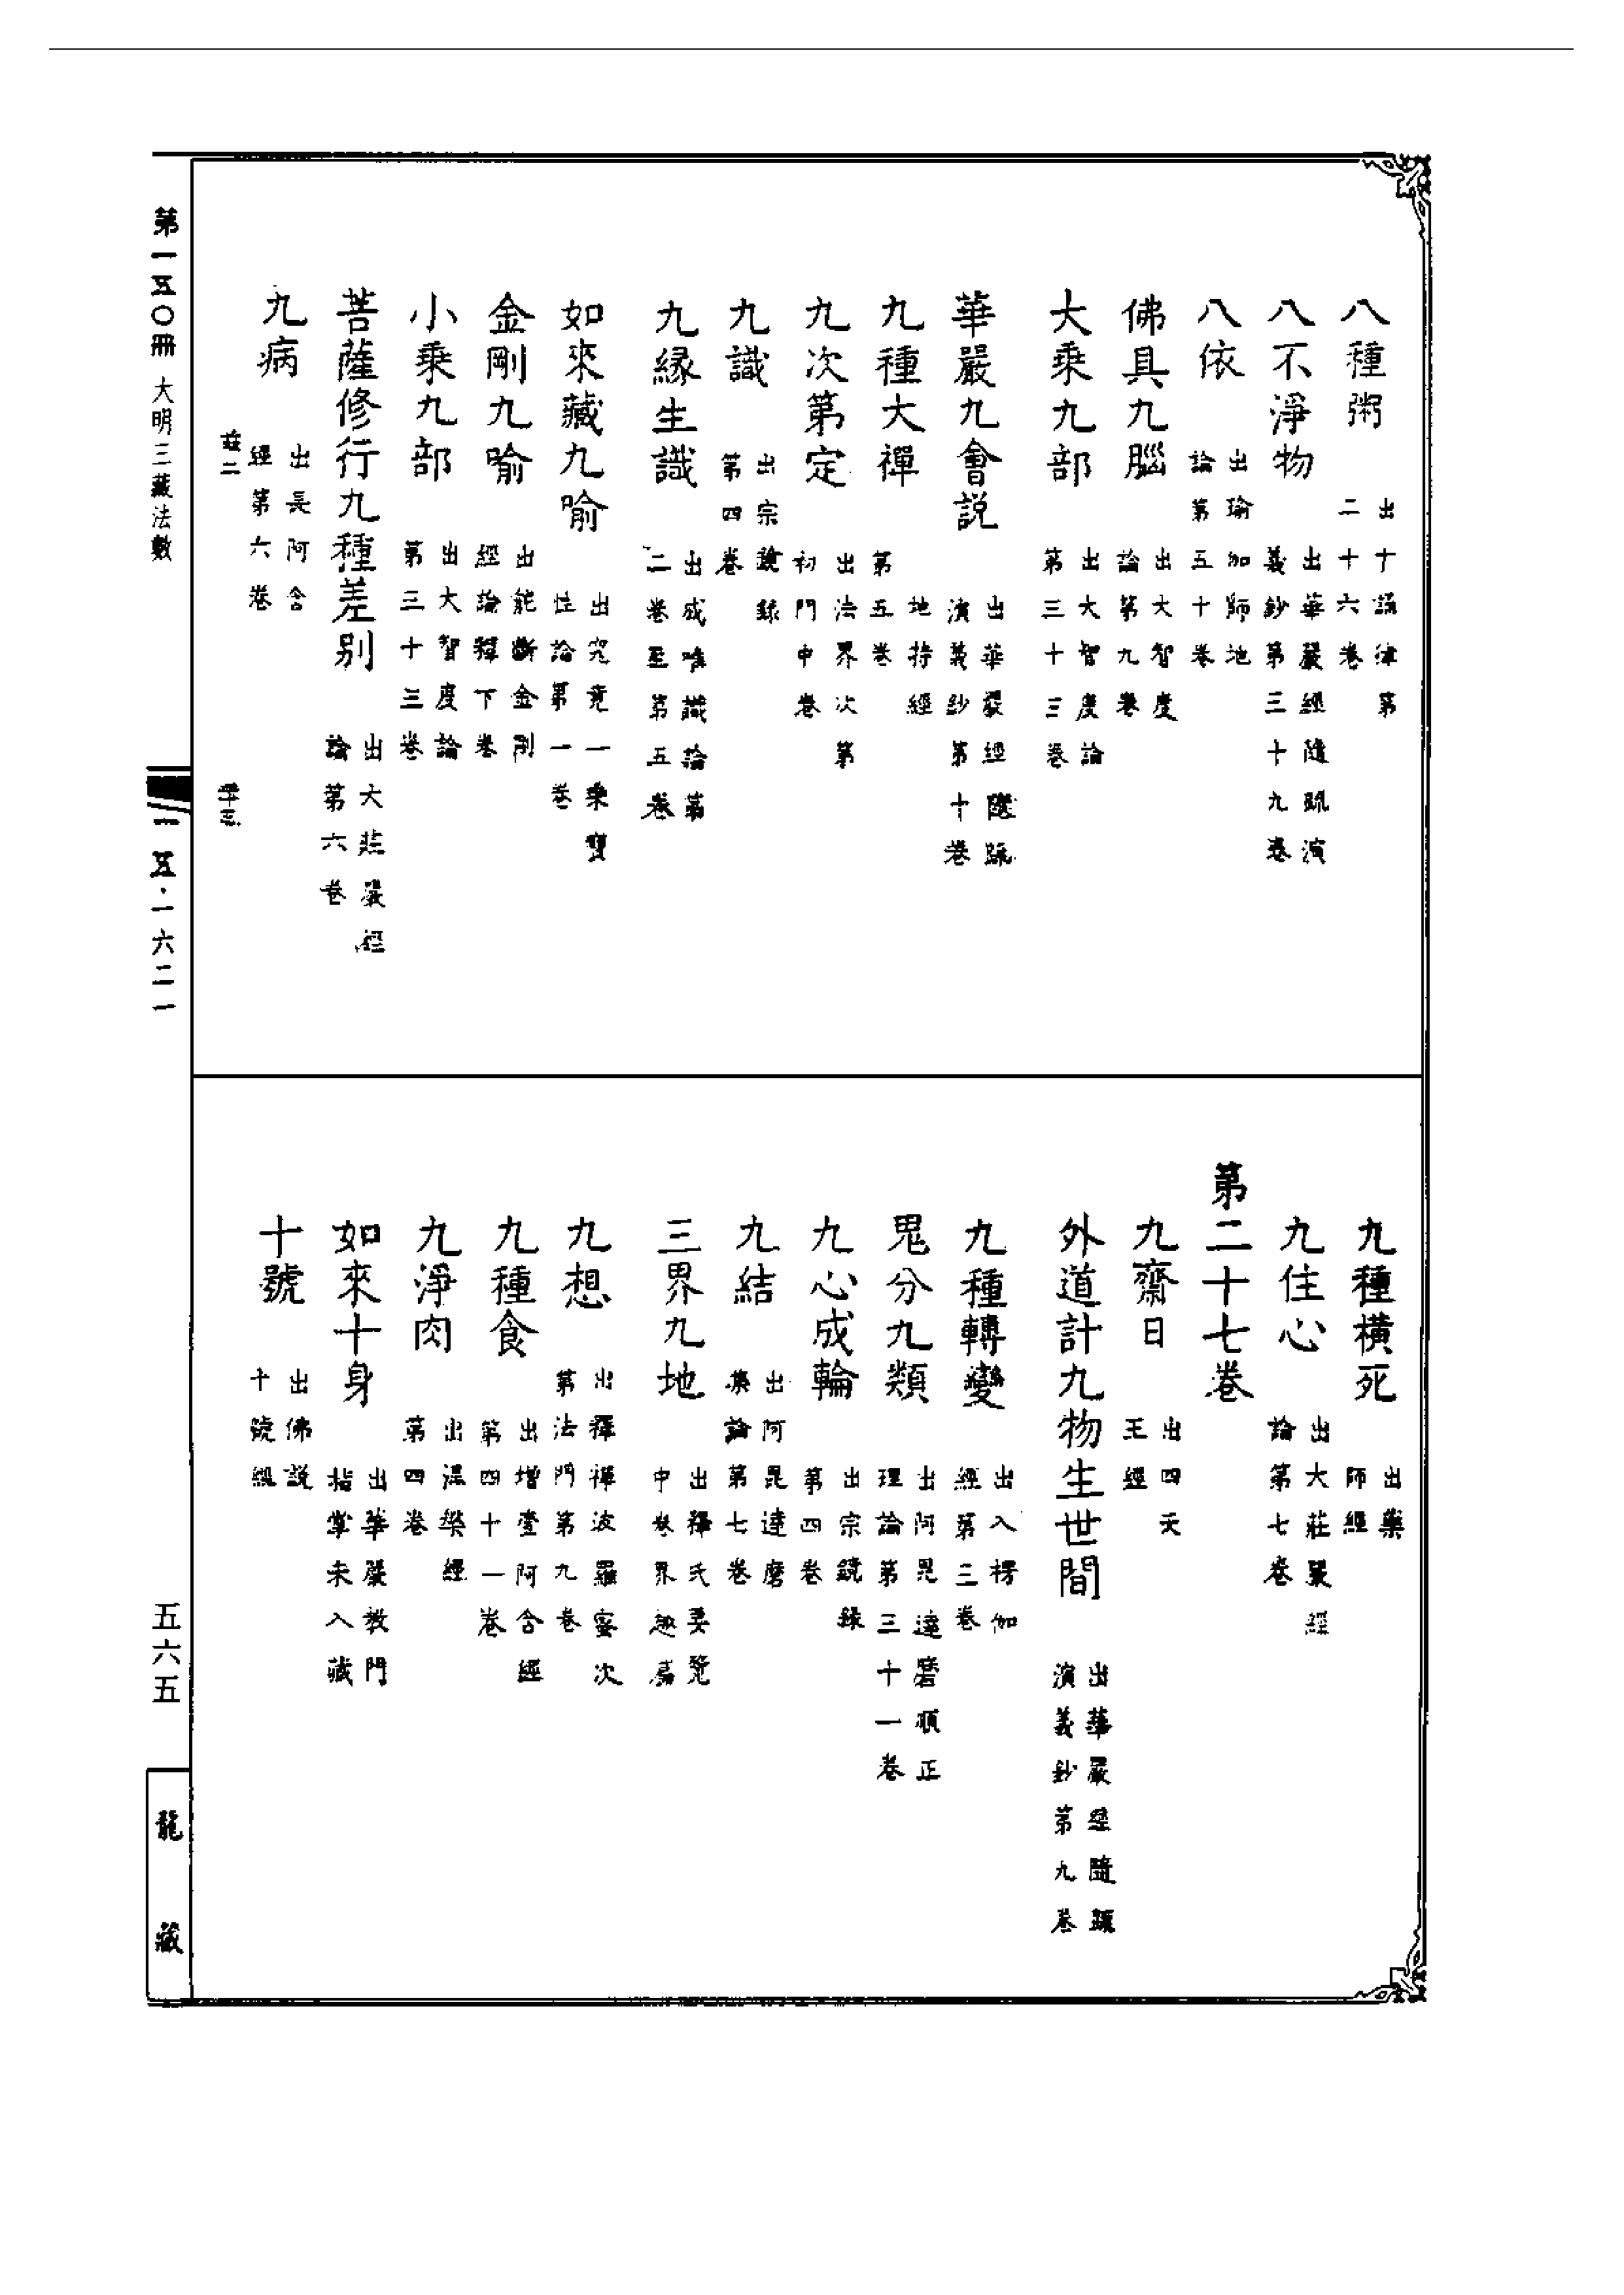 八種粥 出十誦律第二十六卷
八不淨物 出華嚴經隨疏演義鈔第三十九卷
八依 出瑜伽師地論第五十卷
佛具九腦 出大智度論第九卷
大乘九部 出大智度論第三十三卷
華嚴九會説 出華嚴經隨疏演義鈔第十卷
九種大禪 地持經第五卷
九次第定 出法界次第初門中卷
九識 出宗鏡録第四卷
九緣生識 出成唯識論第二卷至第五卷
如來藏九喻 出究竟一乘寶性論第一卷
金剛九喻 出能斷金剛經論釋下卷
小乘九部 出大智度論第三十三卷
菩薩修行九種差別 出大莊嚴經論第六卷
九病 出長阿含經第六卷
九種橫死 出藥師經
九住心 出大莊嚴經論第七卷
第二十七卷
九齋日 出四天王經
外道計九物生世間 出華嚴經隨疏演義鈔第九卷
九種轉變 出入楞伽經第三卷
鬼分九類 出阿毘達磨順正理論第三十一卷
九心成輪 出宗鏡録第四卷
九結 出阿毘達磨集論第七卷
三界九地 出釋氏要覽中卷界趣篇
九想 出釋禪波羅蜜次第法門第九卷
九種食 出增壹阿含經第四十一卷
九淨肉 出涅槃經第四卷
如來十身 出華嚴教門指掌未入藏
十號 出佛説十號經
第一五〇冊 大明三藏法數
一五·一六二一
五六五
龍藏